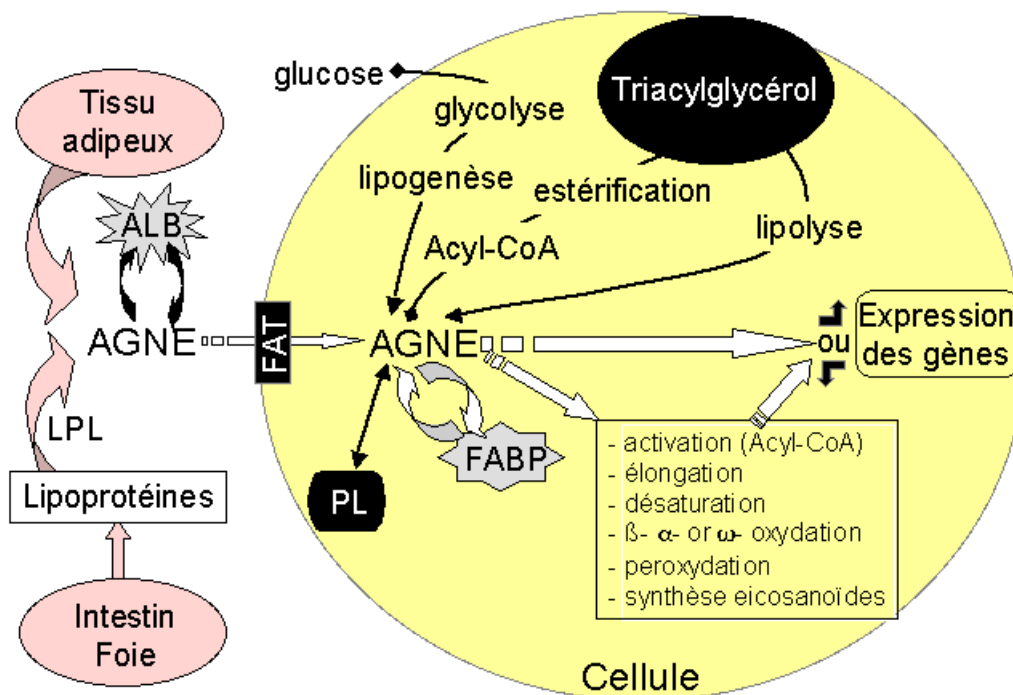 glucose
glycolyse
lipogenèse
Triacylglycérol
estérification
Acyl-CoA
lipolyse
Tissu
adipeux
ALB
AGNE
FAT
AGNE
ou
Expression
des gènes
LPL
Lipoprotéines
Intestin
Foie
PL
FABP
- activation (Acyl-CoA)
- élongation
- désaturation
- ß- α- or ω- oxydation
- peroxydation
- synthèse eicosanoïdes
Cellule